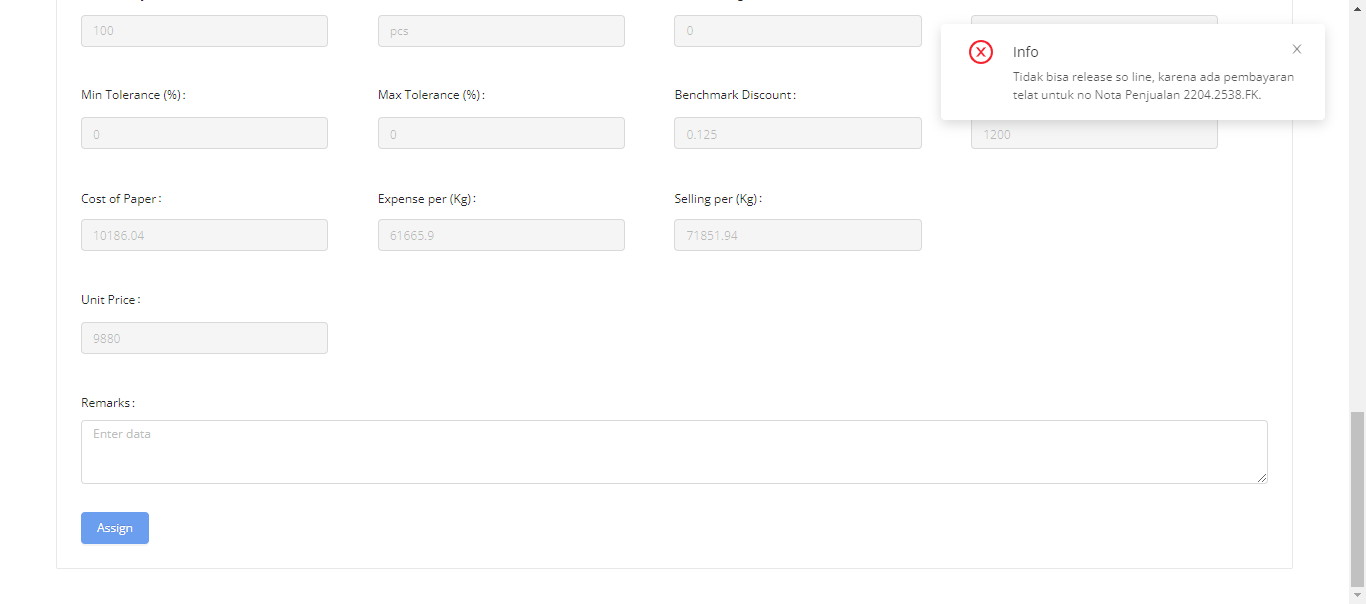 100
pcs
0
Info
Tidak bisa release so line, karena ada pembayaran
telat untuk no Nota Penjualan 2204.2538.FK.
Min Tolerance (%):
Max Tolerance (%):
Benchmark Discount:
0
0
0.125
1200
Cost of Paper:
Expense per (Kg):
Selling per (Kg):
10186.04
61665.9
71851.94
Unit Price:
9880
Remarks:
Enter data
Assign